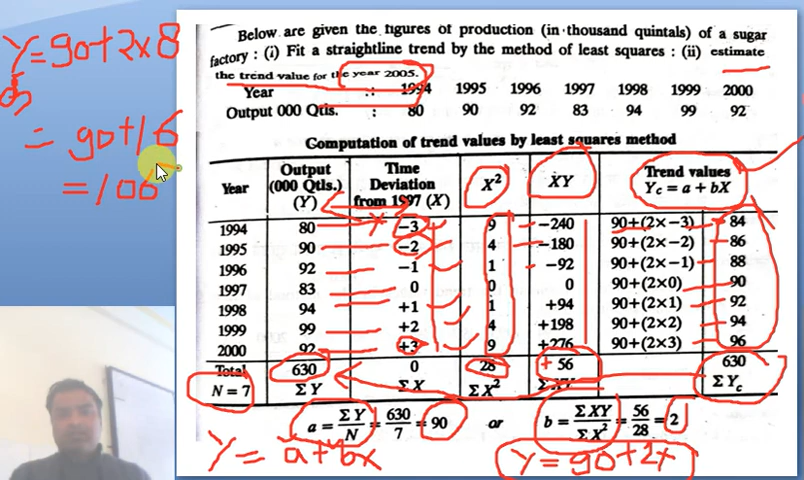 Below are given the figures of production (in thousand quintals) of a sugar
factory : (i) Fit a straightline trend by the method of least squares : (ii) estimate
the trend value for the year 2005.
Year : 1994 1995 1996 1997 1998 1999 2000
Output 000 Qtls. : 80 90 92 83 94 99 92
Computation of trend values by least squares method
Year Output (000 Qtls.) (Y) Time Deviation from 1997 (X) X² XY Trend values Yc = a + bX
1994 80 −3 9 −240 90+(2×−3) 84
1995 90 −2 4 −180 90+(2×−2) 86
1996 92 −1 1 −92 90+(2×−1) 88
1997 83 0 0 0 90+(2×0) 90
1998 94 +1 1 +94 90+(2×1) 92
1999 99 +2 4 +198 90+(2×2) 94
2000 92 +3 9 +276 90+(2×3) 96
Total 630 0 28 + 56 630
N = 7 ΣY ΣX ΣX² ΣXY ΣYc
a = ΣY/N = 630/7 = 90 or b = ΣXY/ΣX² = 56/28 = 2
Y = a+bx
Y = 90+2x
Y=90+2×8
= 90+16
=106